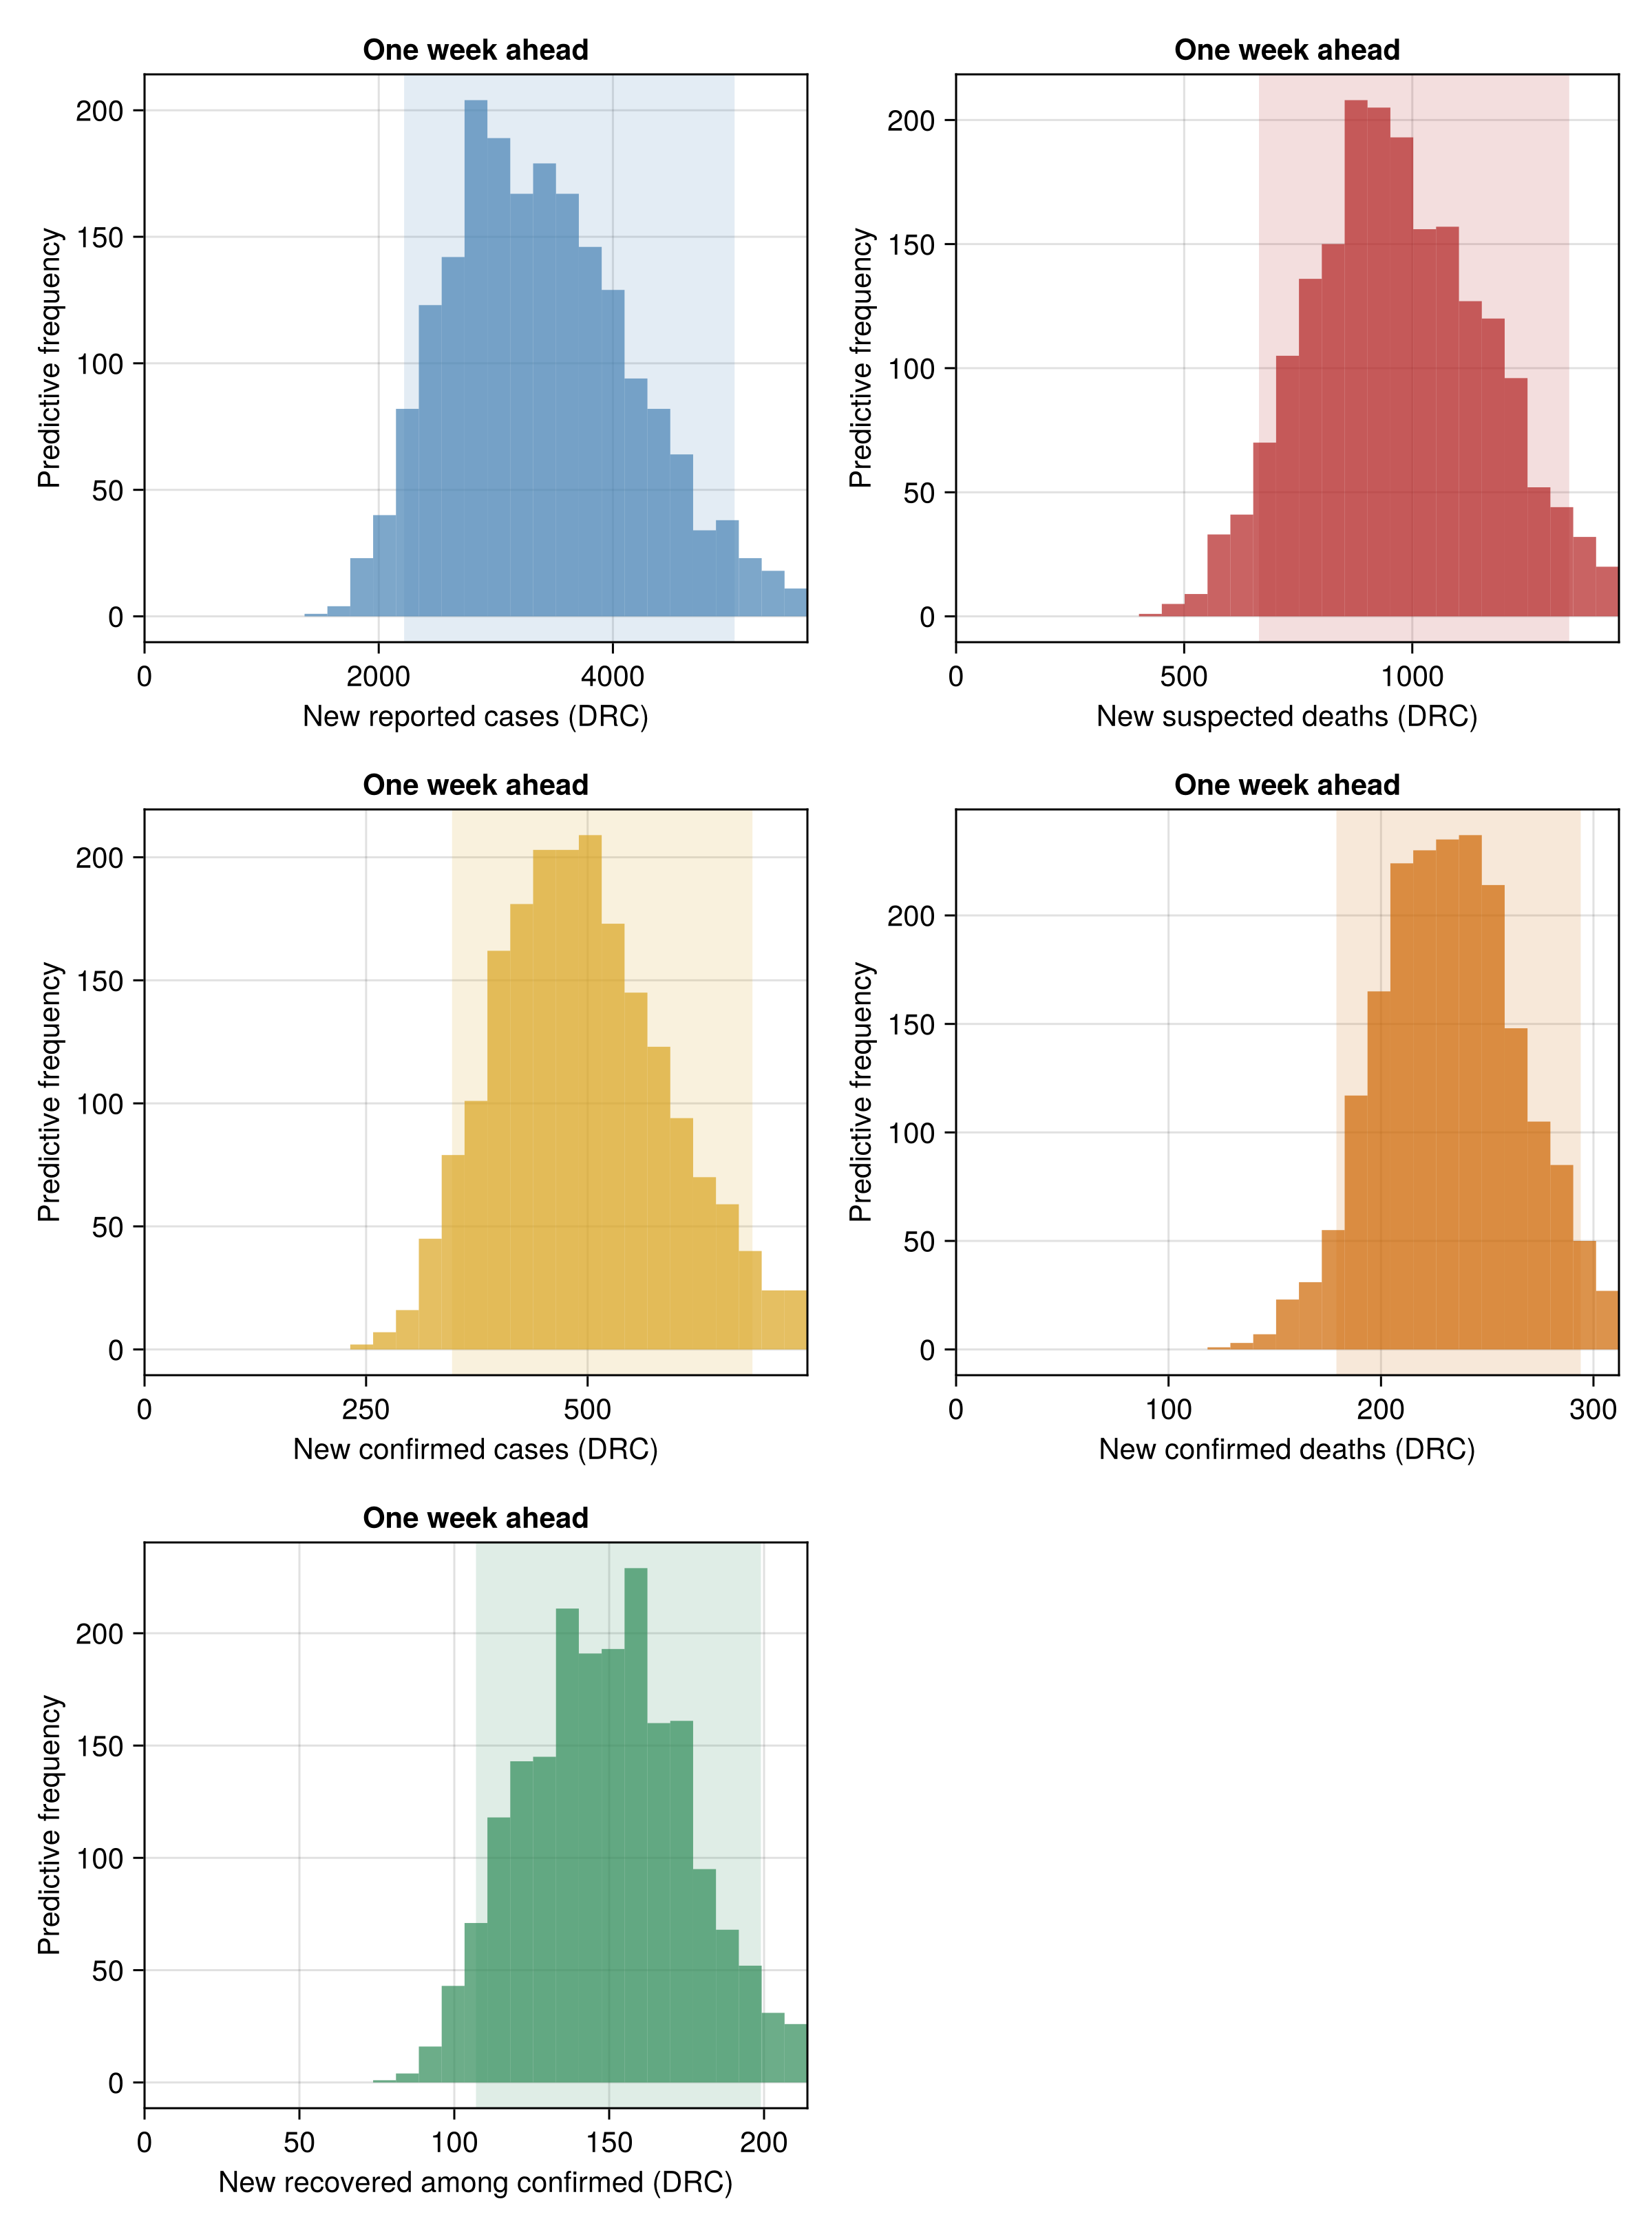 One week ahead
200
150
100
50
0
Predictive frequency
0 2000 4000
New reported cases (DRC)
One week ahead
200
150
100
50
0
Predictive frequency
0 500 1000
New suspected deaths (DRC)
One week ahead
200
150
100
50
0
Predictive frequency
0 250 500
New confirmed cases (DRC)
One week ahead
200
150
100
50
0
Predictive frequency
0 100 200 300
New confirmed deaths (DRC)
One week ahead
200
150
100
50
0
Predictive frequency
0 50 100 150 200
New recovered among confirmed (DRC)